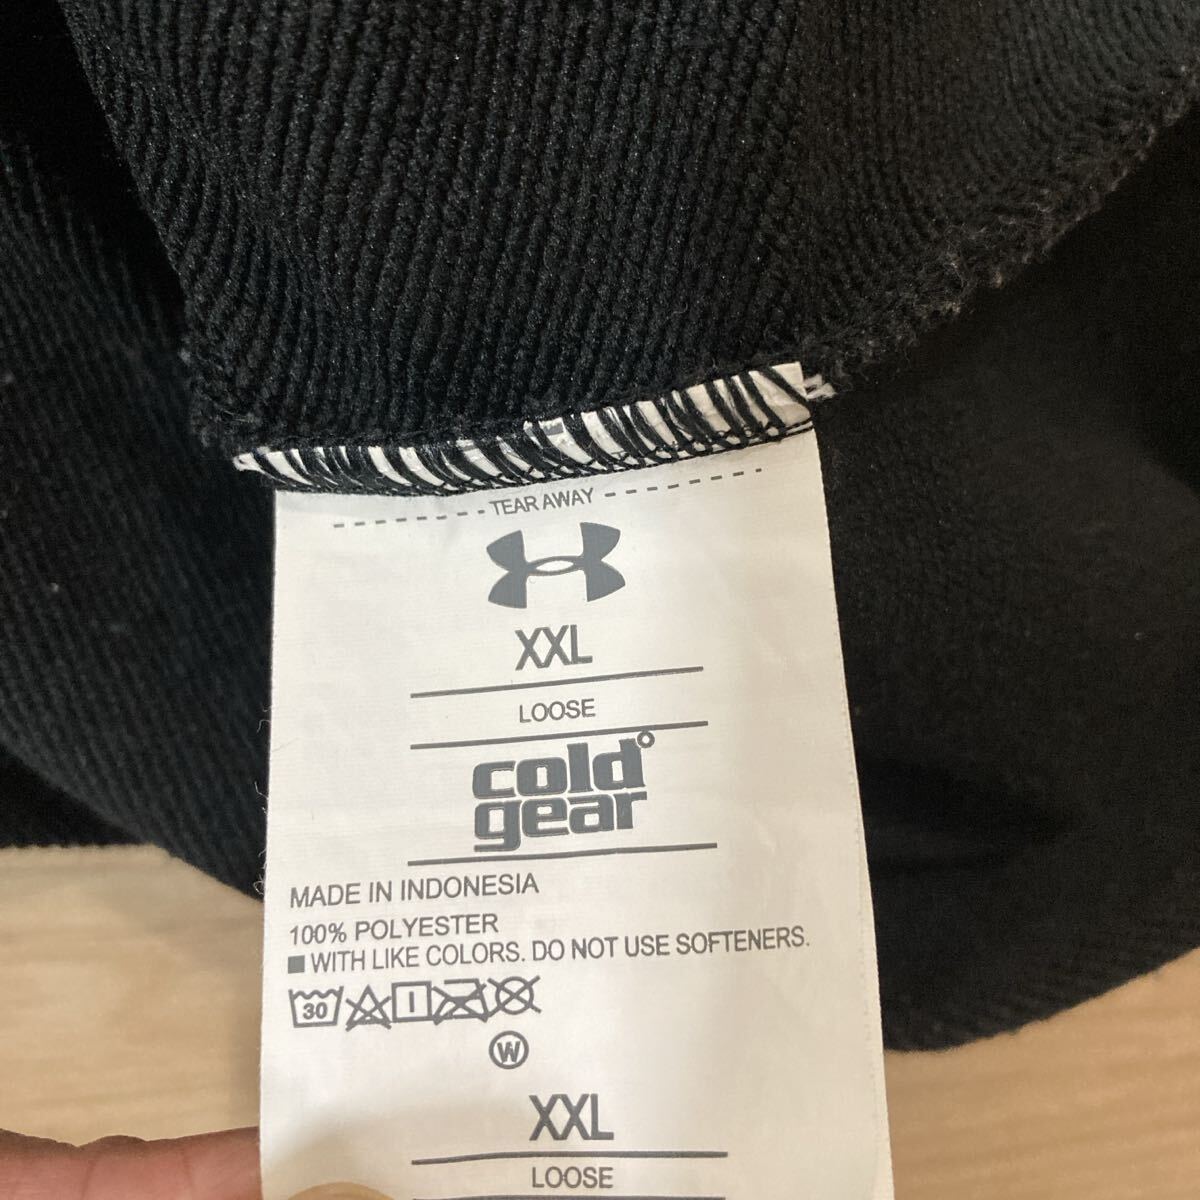 TEAR AWAY
XXL
LOOSE
cold°
gear
MADE IN INDONESIA
100% POLYESTER
■ WITH LIKE COLORS. DO NOT USE SOFTENERS.
30
W
XXL
LOOSE